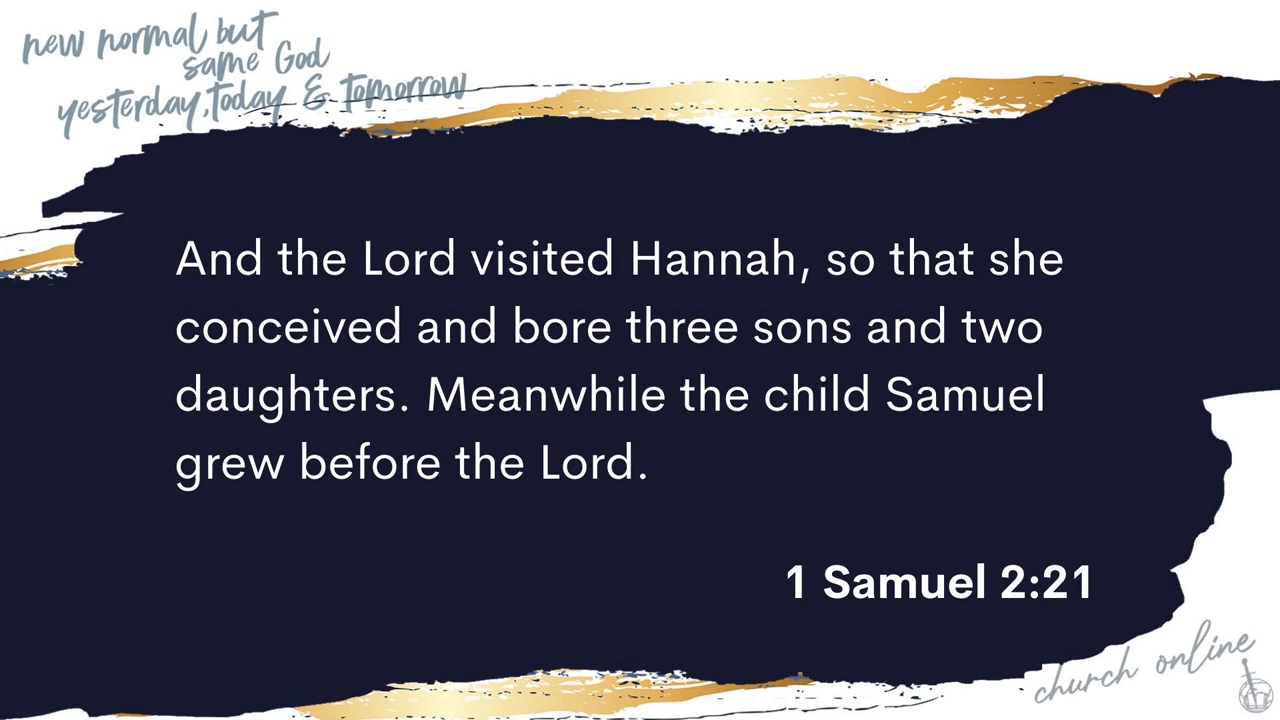 new normal but
same God
yesterday, today & tomorrow
And the Lord visited Hannah, so that she
conceived and bore three sons and two
daughters. Meanwhile the child Samuel
grew before the Lord.
1 Samuel 2:21
church online